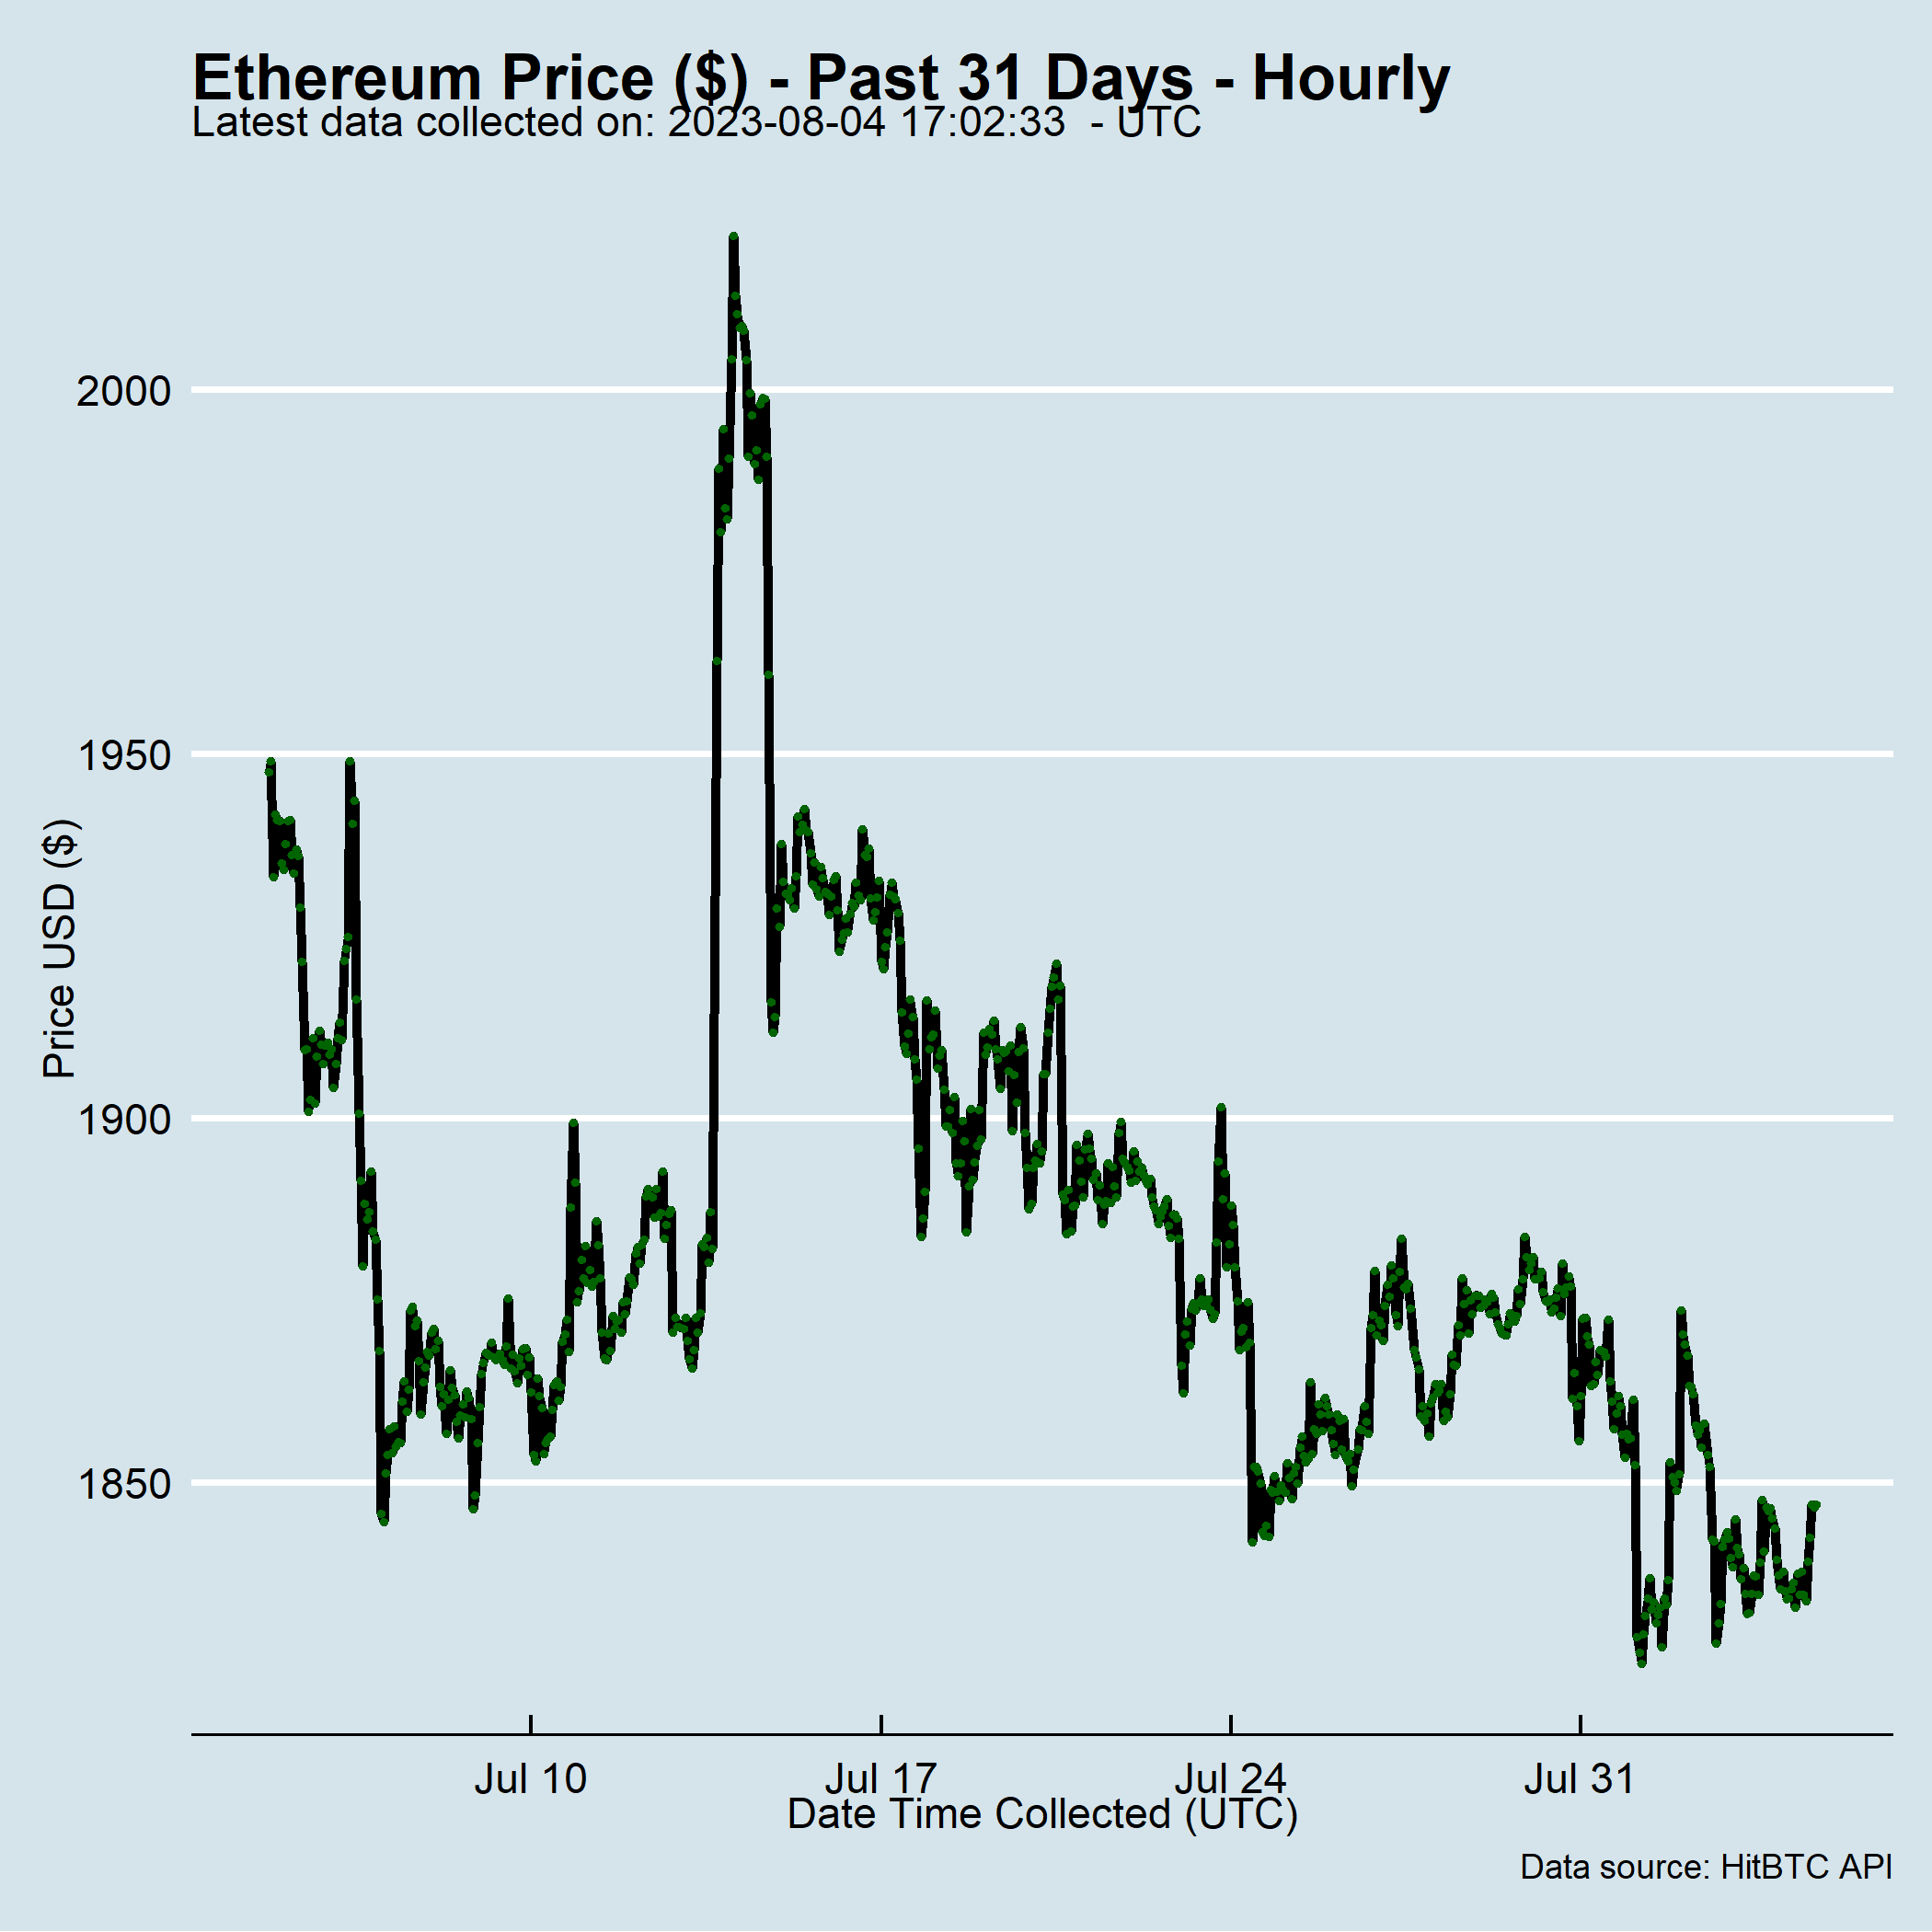 Ethereum Price ($) - Past 31 Days - Hourly
Latest data collected on: 2023-08-04 17:02:33  - UTC
2000
1950
1900
1850
Price USD ($)
Jul 10
Jul 17
Jul 24
Jul 31
Date Time Collected (UTC)
Data source: HitBTC API